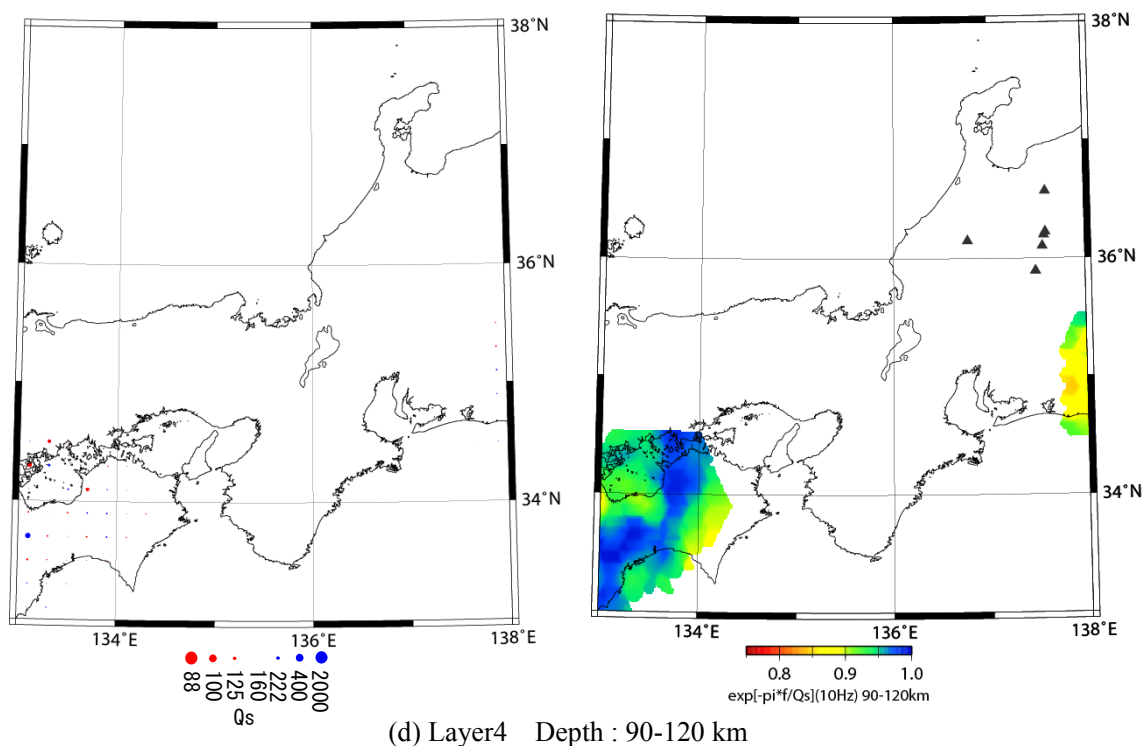 38°N
36°N
34°N
134°E
136°E
138°E
88
100
125
160
222
400
2000
Qs
38°N
36°N
34°N
134°E
136°E
138°E
0.8
0.9
1.0
exp[-pi*f/Qs](10Hz) 90-120km
(d) Layer4 Depth : 90-120 km